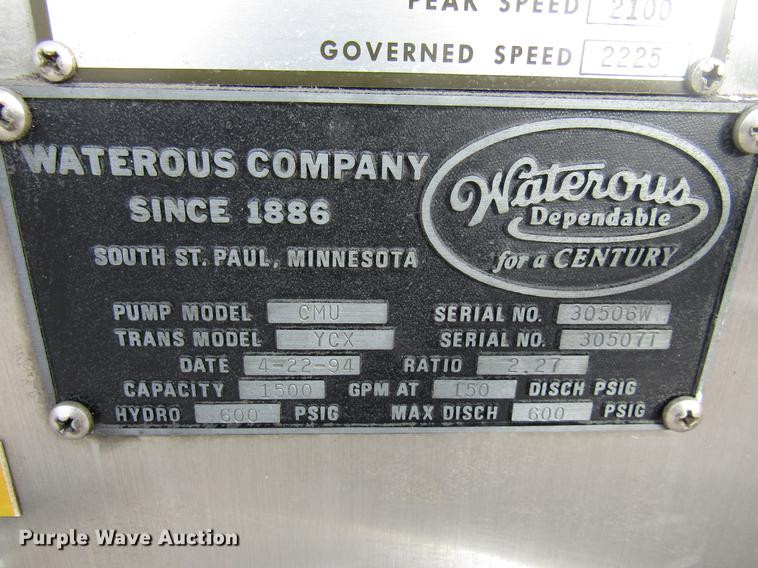 PEAK SPEED 2100
GOVERNED SPEED 2225
WATEROUS COMPANY
SINCE 1886
SOUTH ST. PAUL, MINNESOTA
Waterous
Dependable
for a CENTURY
PUMP MODEL CMU SERIAL NO. 30506W
TRANS MODEL YCX SERIAL NO. 30507T
DATE 4-22-94 RATIO 2.27
CAPACITY 1500 GPM AT 150 DISCH PSIG
HYDRO 600 PSIG MAX DISCH 600 PSIG
Purple Wave Auction